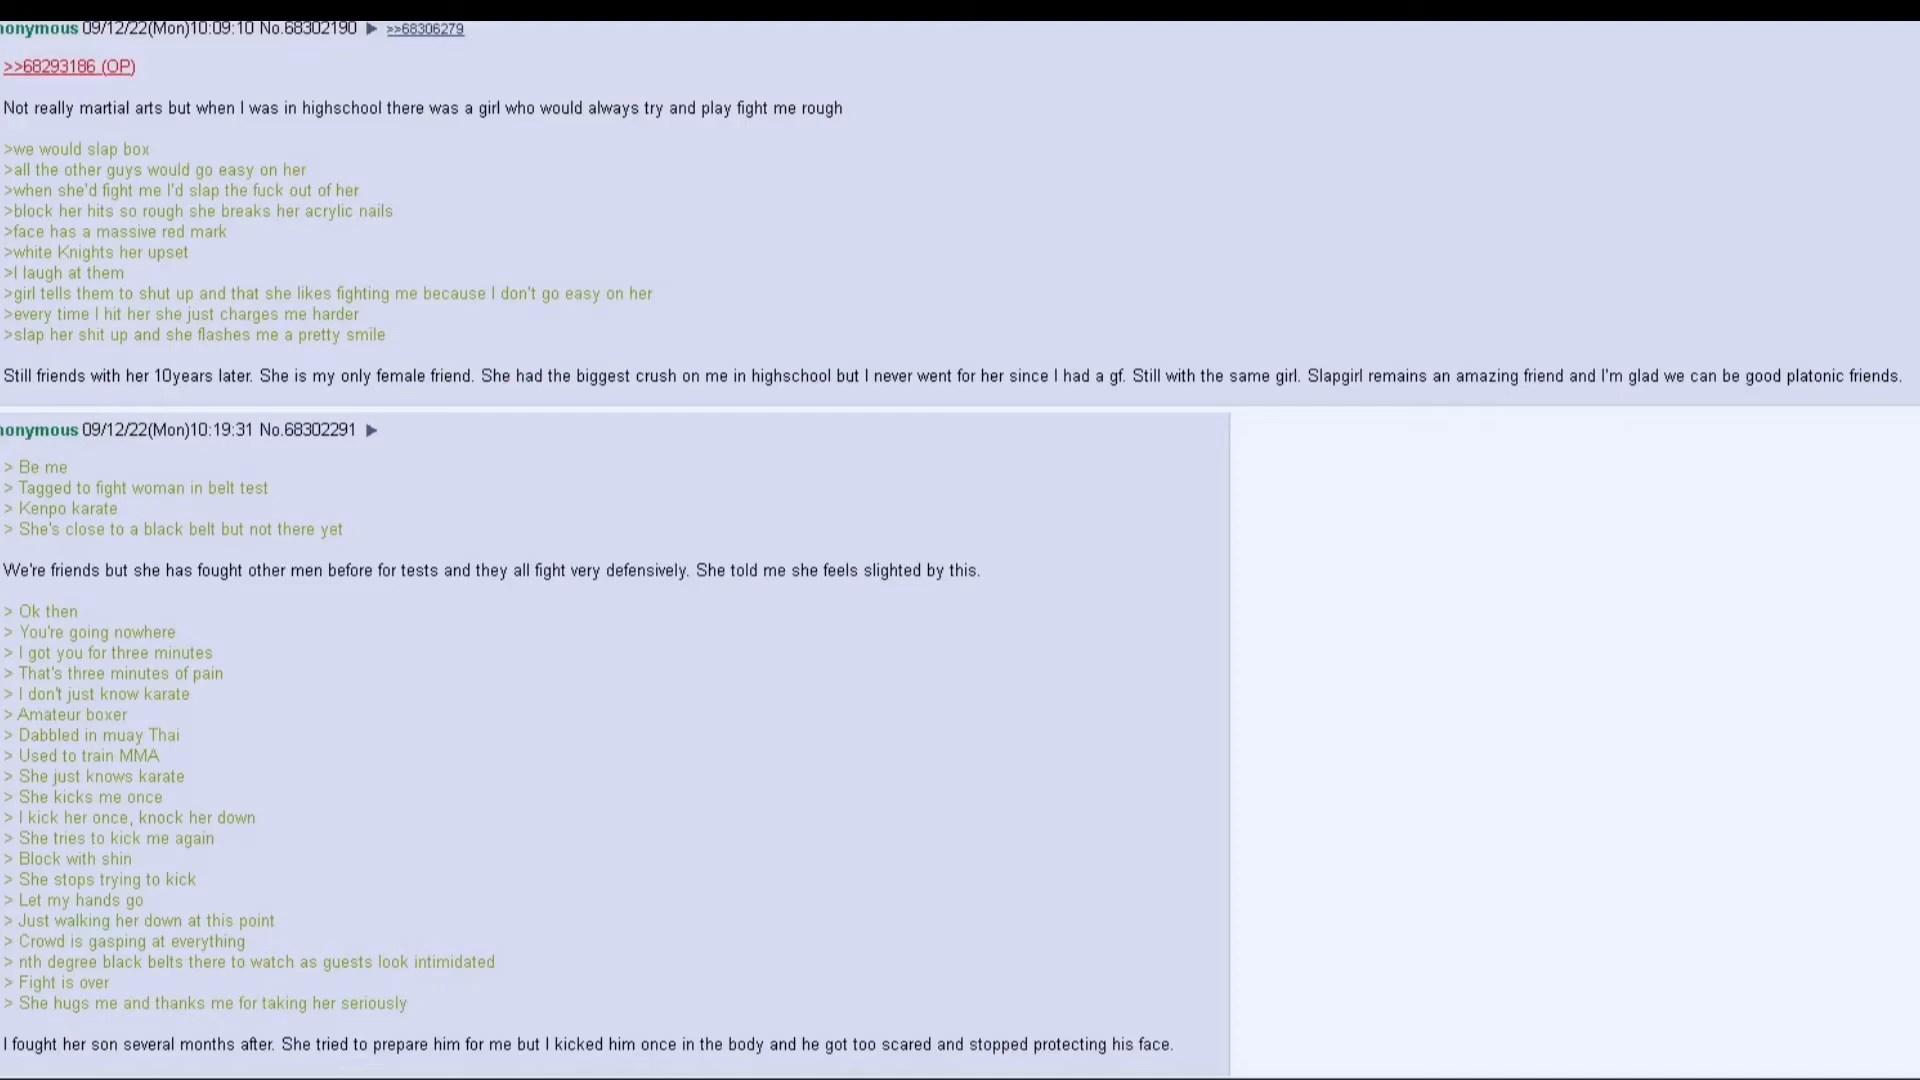 nonymous 09/12/22(Mon)10:09:10 No.68302190 ▶ >>68306279
>>68293186 (OP)
Not really martial arts but when I was in highschool there was a girl who would always try and play fight me rough
>we would slap box
>all the other guys would go easy on her
>when she'd fight me I'd slap the fuck out of her
>block her hits so rough she breaks her acrylic nails
>face has a massive red mark
>white Knights her upset
>I laugh at them
>girl tells them to shut up and that she likes fighting me because I don't go easy on her
>every time I hit her she just charges me harder
>slap her shit up and she flashes me a pretty smile
Still friends with her 10years later. She is my only female friend. She had the biggest crush on me in highschool but I never went for her since I had a gf. Still with the same girl. Slapgirl remains an amazing friend and I'm glad we can be good platonic friends.
nonymous 09/12/22(Mon)10:19:31 No.68302291 ▶
> Be me
> Tagged to fight woman in belt test
> Kenpo karate
> She's close to a black belt but not there yet
We're friends but she has fought other men before for tests and they all fight very defensively. She told me she feels slighted by this.
> Ok then
> You're going nowhere
> I got you for three minutes
> That's three minutes of pain
> I don't just know karate
> Amateur boxer
> Dabbled in muay Thai
> Used to train MMA
> She just knows karate
> She kicks me once
> I kick her once, knock her down
> She tries to kick me again
> Block with shin
> She stops trying to kick
> Let my hands go
> Just walking her down at this point
> Crowd is gasping at everything
> nth degree black belts there to watch as guests look intimidated
> Fight is over
> She hugs me and thanks me for taking her seriously
I fought her son several months after. She tried to prepare him for me but I kicked him once in the body and he got too scared and stopped protecting his face.